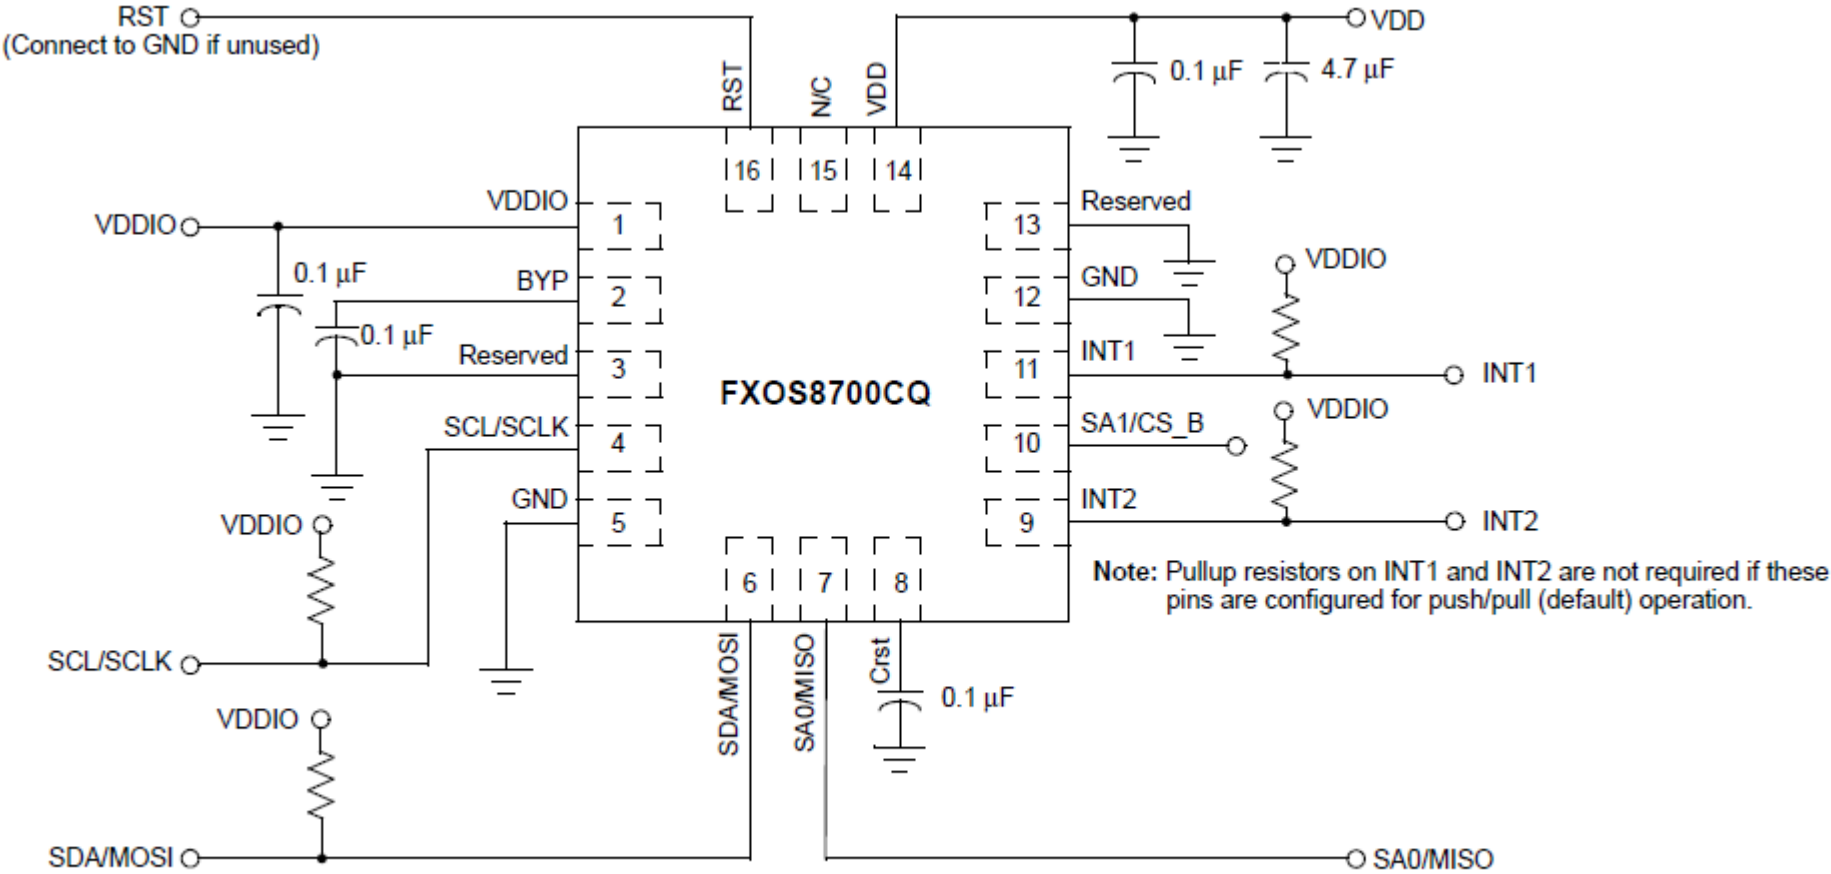 RST
(Connect to GND if unused)
VDD
0.1 µF
4.7 µF
RST
N/C
VDD
16
15
14
VDDIO
VDDIO
1
13
Reserved
0.1 µF
BYP
2
12
GND
VDDIO
0.1 µF
Reserved
3
11
INT1
INT1
FXOS8700CQ
SCL/SCLK
4
10
SA1/CS_B
VDDIO
GND
5
9
INT2
INT2
VDDIO
6
7
8
Note: Pullup resistors on INT1 and INT2 are not required if these
pins are configured for push/pull (default) operation.
SCL/SCLK
SDA/MOSI
SA0/MISO
Crst
0.1 µF
VDDIO
SDA/MOSI
SA0/MISO